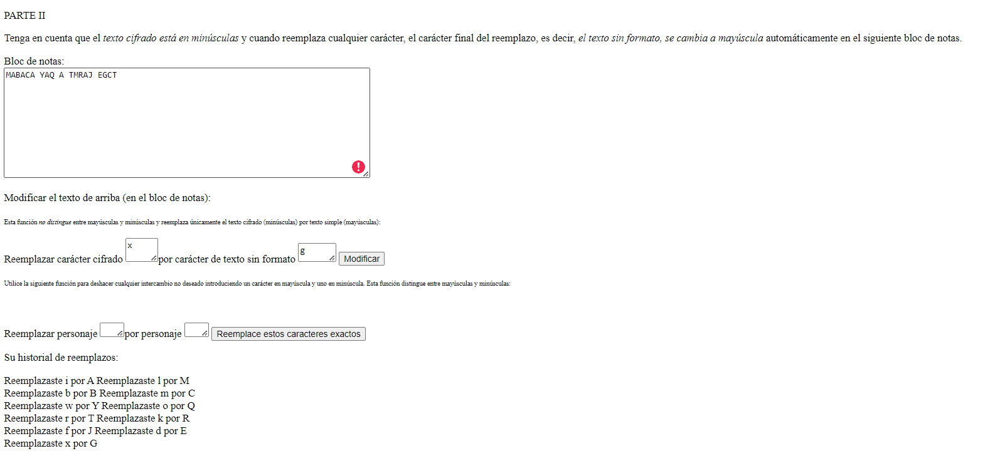 PARTE II
Tenga en cuenta que el texto cifrado está en minúsculas y cuando reemplaza cualquier carácter, el carácter final del reemplazo, es decir, el texto sin formato, se cambia a mayúscula automáticamente en el siguiente bloc de notas.
Bloc de notas:
MABACA YAQ A TMRAJ EGCT
Modificar el texto de arriba (en el bloc de notas):
Esta función no distingue entre mayúsculas y minúsculas y reemplaza únicamente el texto cifrado (minúsculas) por texto simple (mayúsculas):
Reemplazar carácter cifrado x por carácter de texto sin formato g Modificar
Utilice la siguiente función para deshacer cualquier intercambio no deseado introduciendo un carácter en mayúscula y uno en minúscula. Esta función distingue entre mayúsculas y minúsculas:
Reemplazar personaje por personaje Reemplace estos caracteres exactos
Su historial de reemplazos:
Reemplazaste i por A Reemplazaste l por M
Reemplazaste b por B Reemplazaste m por C
Reemplazaste w por Y Reemplazaste o por Q
Reemplazaste r por T Reemplazaste k por R
Reemplazaste f por J Reemplazaste d por E
Reemplazaste x por G